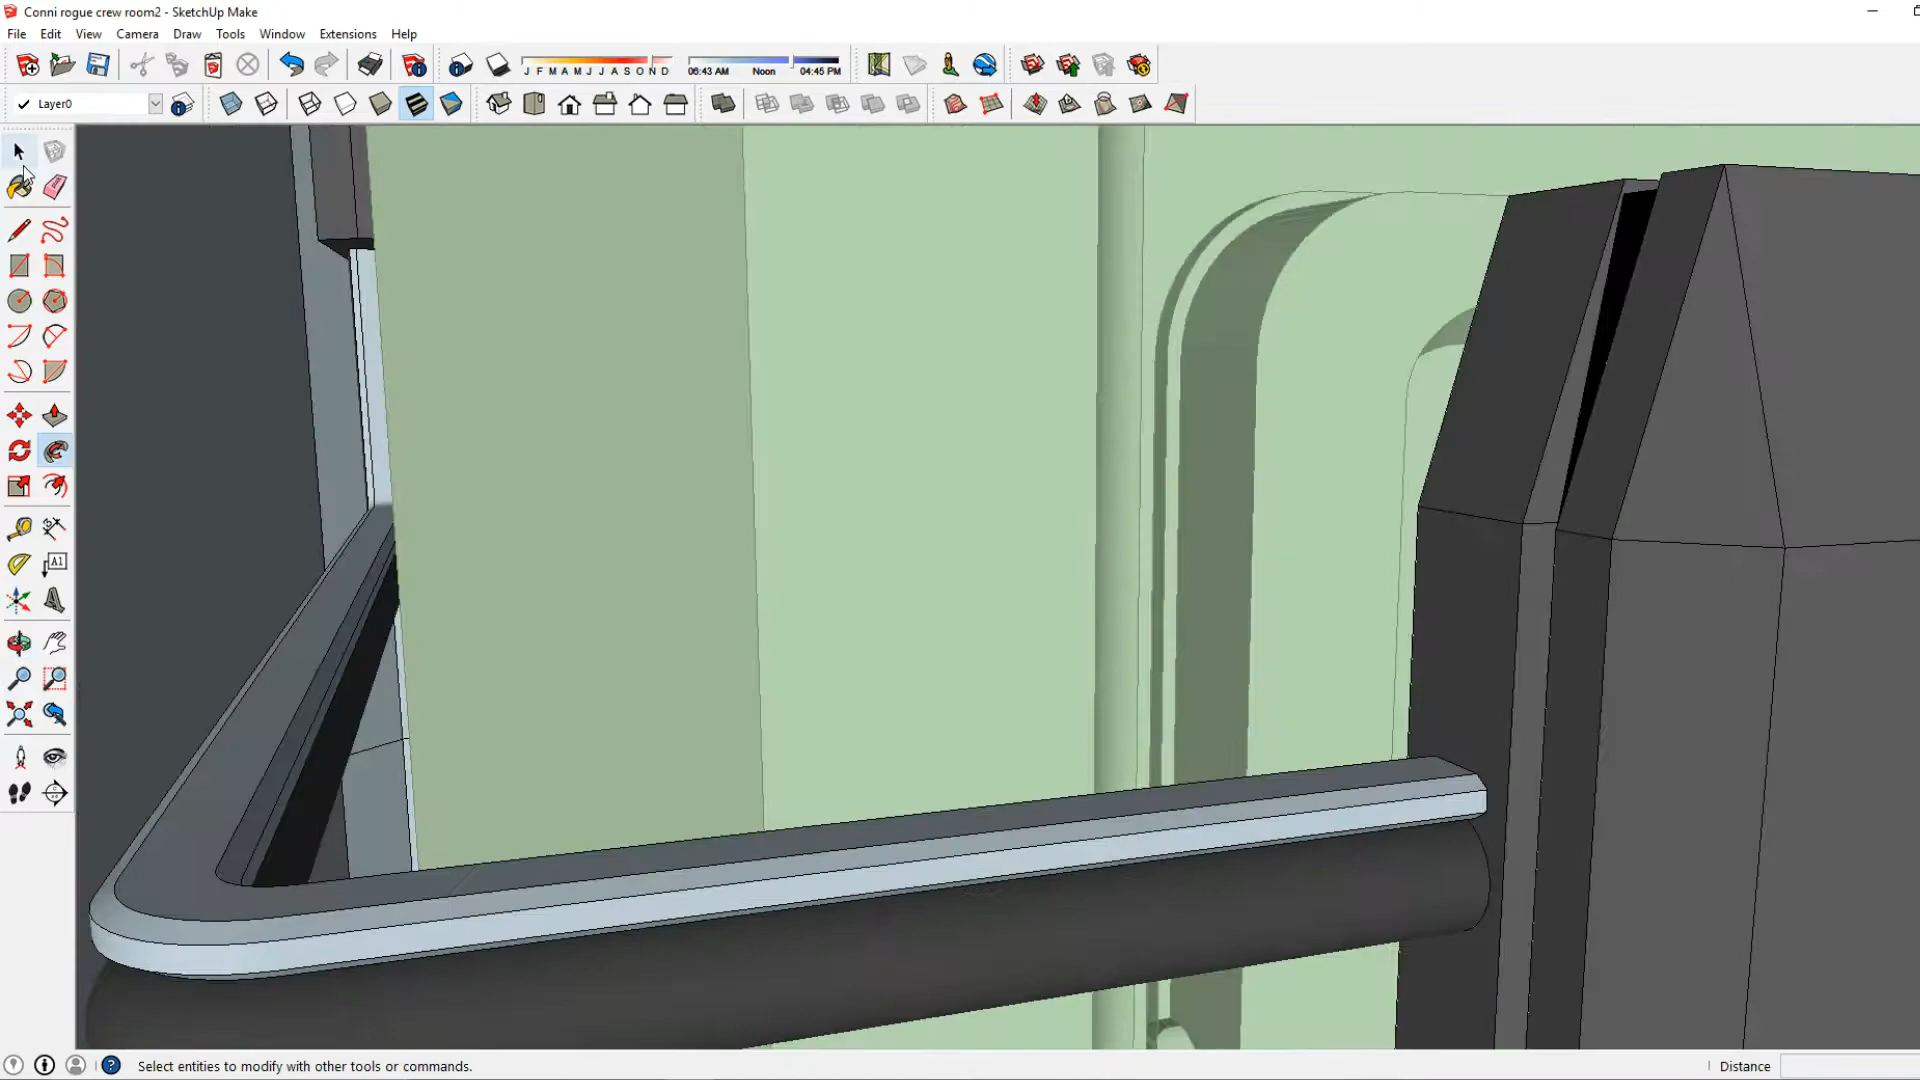 Conni rogue crew room2 - SketchUp Make
File Edit View Camera Draw Tools Window Extensions Help
J F M A M J J A S O N D 06:43 AM Noon 04:45 PM
Layer0
A1
Select entities to modify with other tools or commands.
Distance